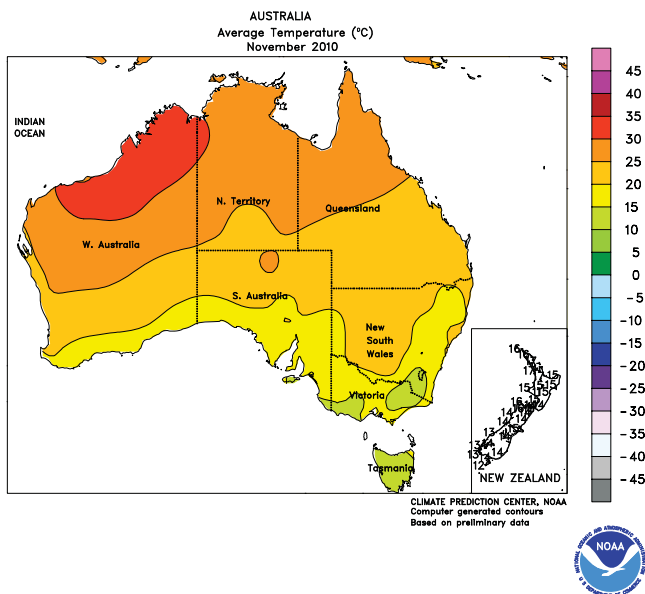 AUSTRALIA
Average Temperature (°C)
November 2010
INDIAN
OCEAN
N. Territory
Queensland
W. Australia
S. Australia
New
South
Wales
Victoria
Tasmania
NEW ZEALAND
45
40
35
30
25
20
15
10
5
0
-5
-10
-15
-20
-25
-30
-35
-40
-45
CLIMATE PREDICTION CENTER, NOAA
Computer generated contours
Based on preliminary data
NOAA